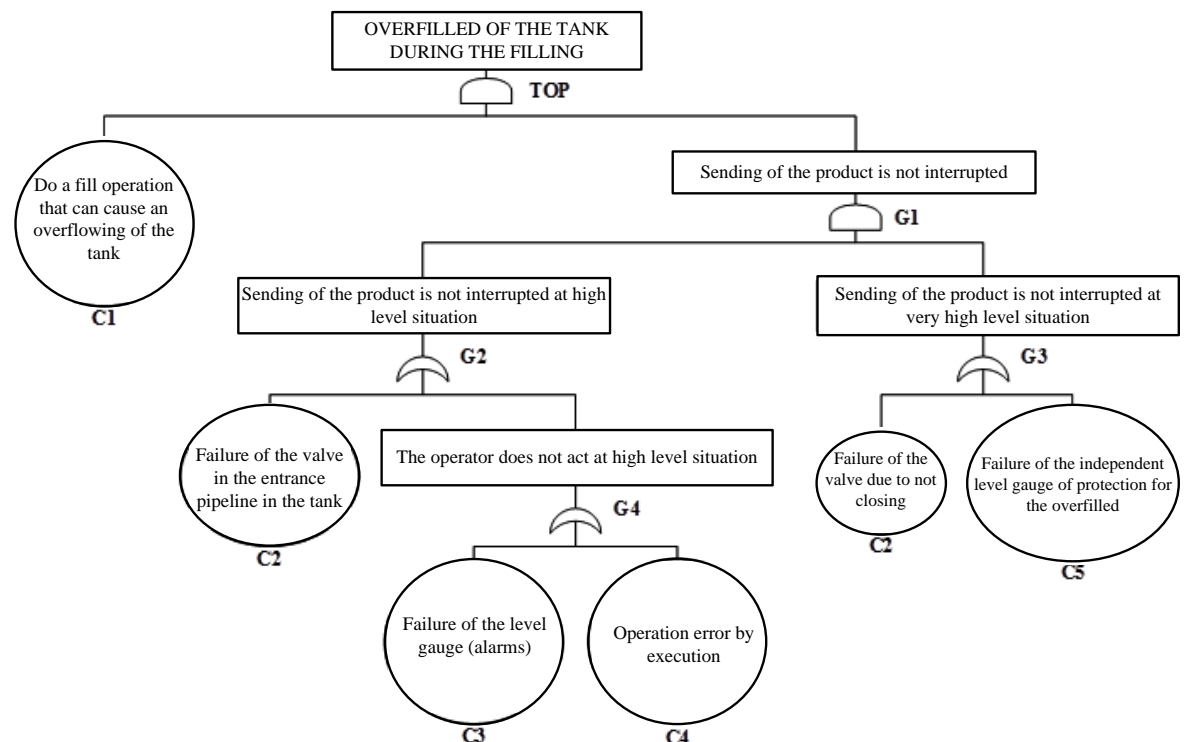 OVERFILLED OF THE TANK
DURING THE FILLING
TOP
Do a fill operation
that can cause an
overflowing of the
tank
C1
Sending of the product is not interrupted
G1
Sending of the product is not interrupted at high
level situation
G2
Sending of the product is not interrupted at
very high level situation
G3
Failure of the valve
in the entrance
pipeline in the tank
C2
The operator does not act at high level situation
G4
Failure of the
valve due to not
closing
C2
Failure of the independent
level gauge of protection for
the overfilled
C5
Failure of the level
gauge (alarms)
C3
Operation error by
execution
C4